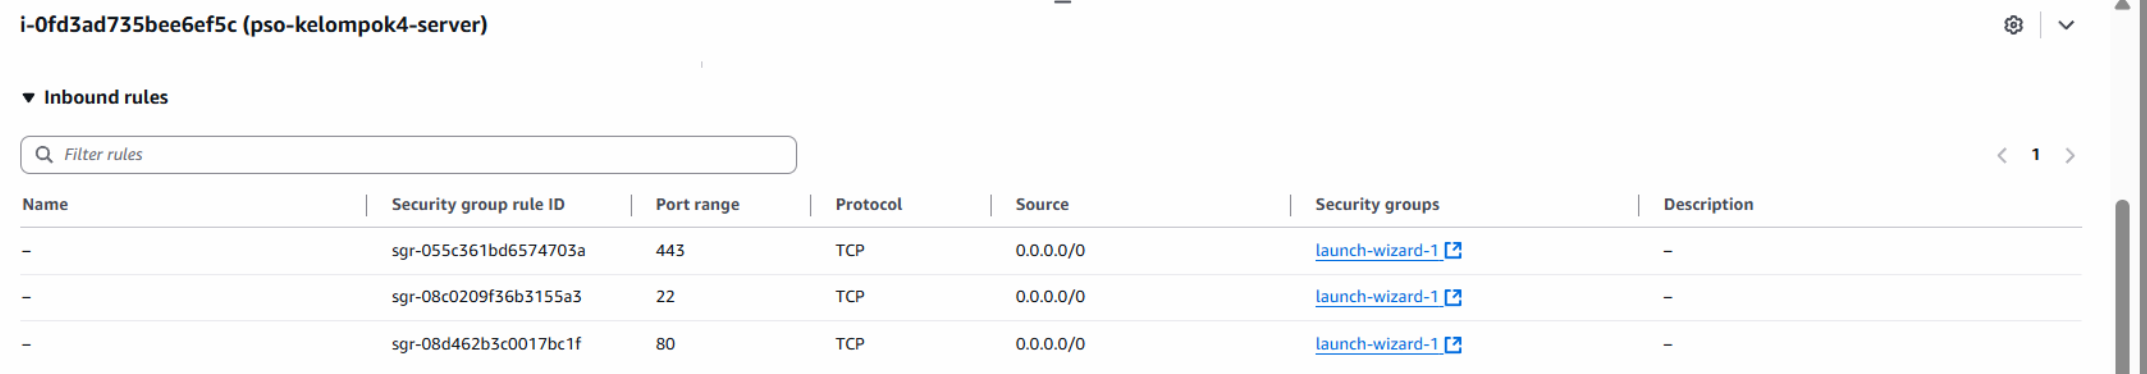 i-0fd3ad735bee6ef5c (pso-kelompok4-server)
Inbound rules
Filter rules
1
Name Security group rule ID Port range Protocol Source Security groups Description
– sgr-055c361bd6574703a 443 TCP 0.0.0.0/0 launch-wizard-1 –
– sgr-08c0209f36b3155a3 22 TCP 0.0.0.0/0 launch-wizard-1 –
– sgr-08d462b3c0017bc1f 80 TCP 0.0.0.0/0 launch-wizard-1 –